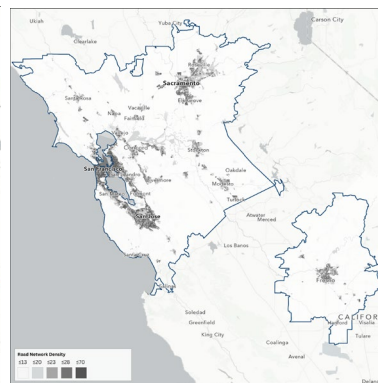 Ukiah
Yuba City
Carson City
Clearlake
Sacramento
Elk Grove
Santa Rosa
Napa
Vacaville
Fairfield
Stockton
San Francisco
Oakdale
Modesto
Turlock
San Jose
Atwater
Merced
Los Banos
Salinas
Fresno
CALIFOR
Hanford
Visalia
Tulare
Soledad
Greenfield
King City
Coalinga
Avenal
Road Network Density
≤13 ≤20 ≤23 ≤28 ≤70